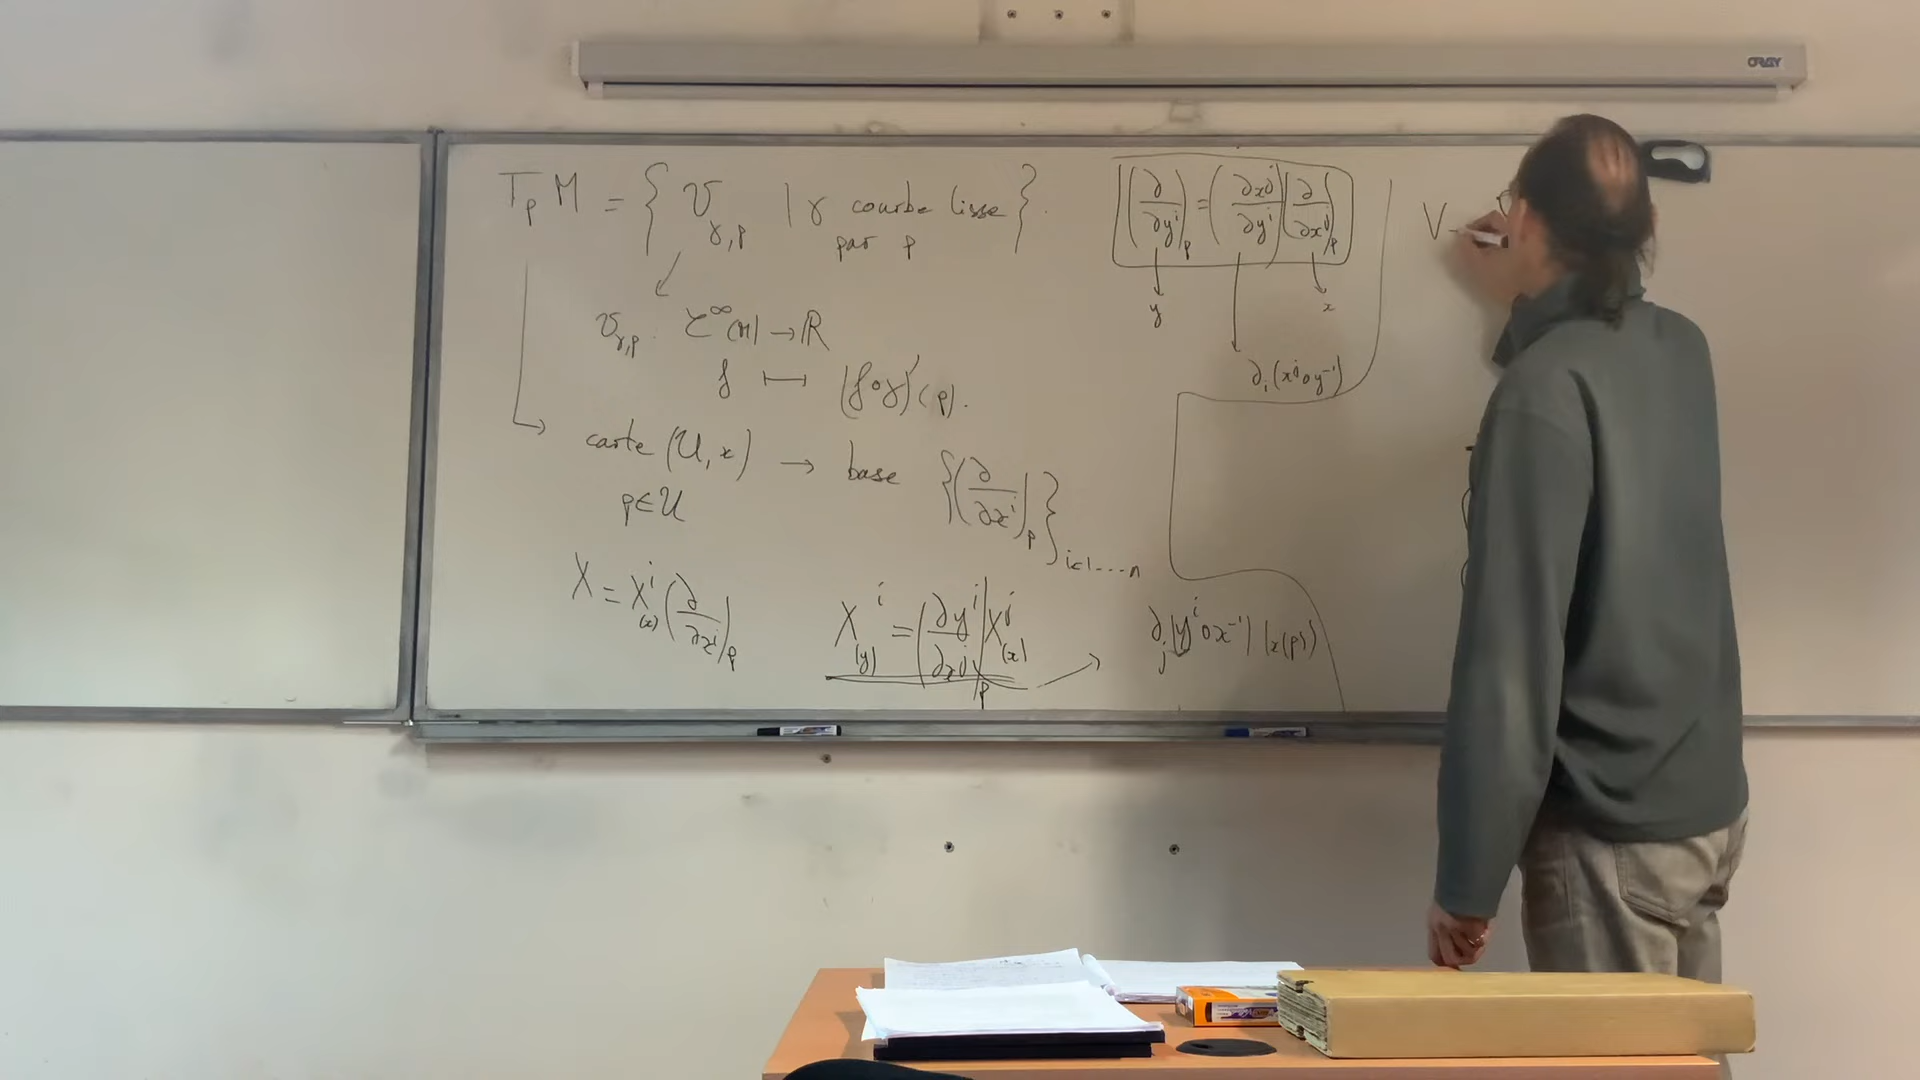 ORAY
T_p M = { v_{γ,p} | γ courbe lisse par p }.
v_{γ,p} : C^∞(M) → ℝ
f ↦ (f∘γ)'(p).
carte (U, x) → base {(∂/∂x^i)|_p}_{i=1....n}
p ∈ U
X = X^i_{(x)} (∂/∂x^i)|_p
X^i_{(y)} = (∂y^i/∂x^j)|_p X^j_{(x)} → ∂_j (y^i∘x^{-1}) (x(p))
(∂/∂y^i)|_p = (∂x^j/∂y^i) (∂/∂x^j)|_p
y
x
∂_i (x^j∘y^{-1})
V